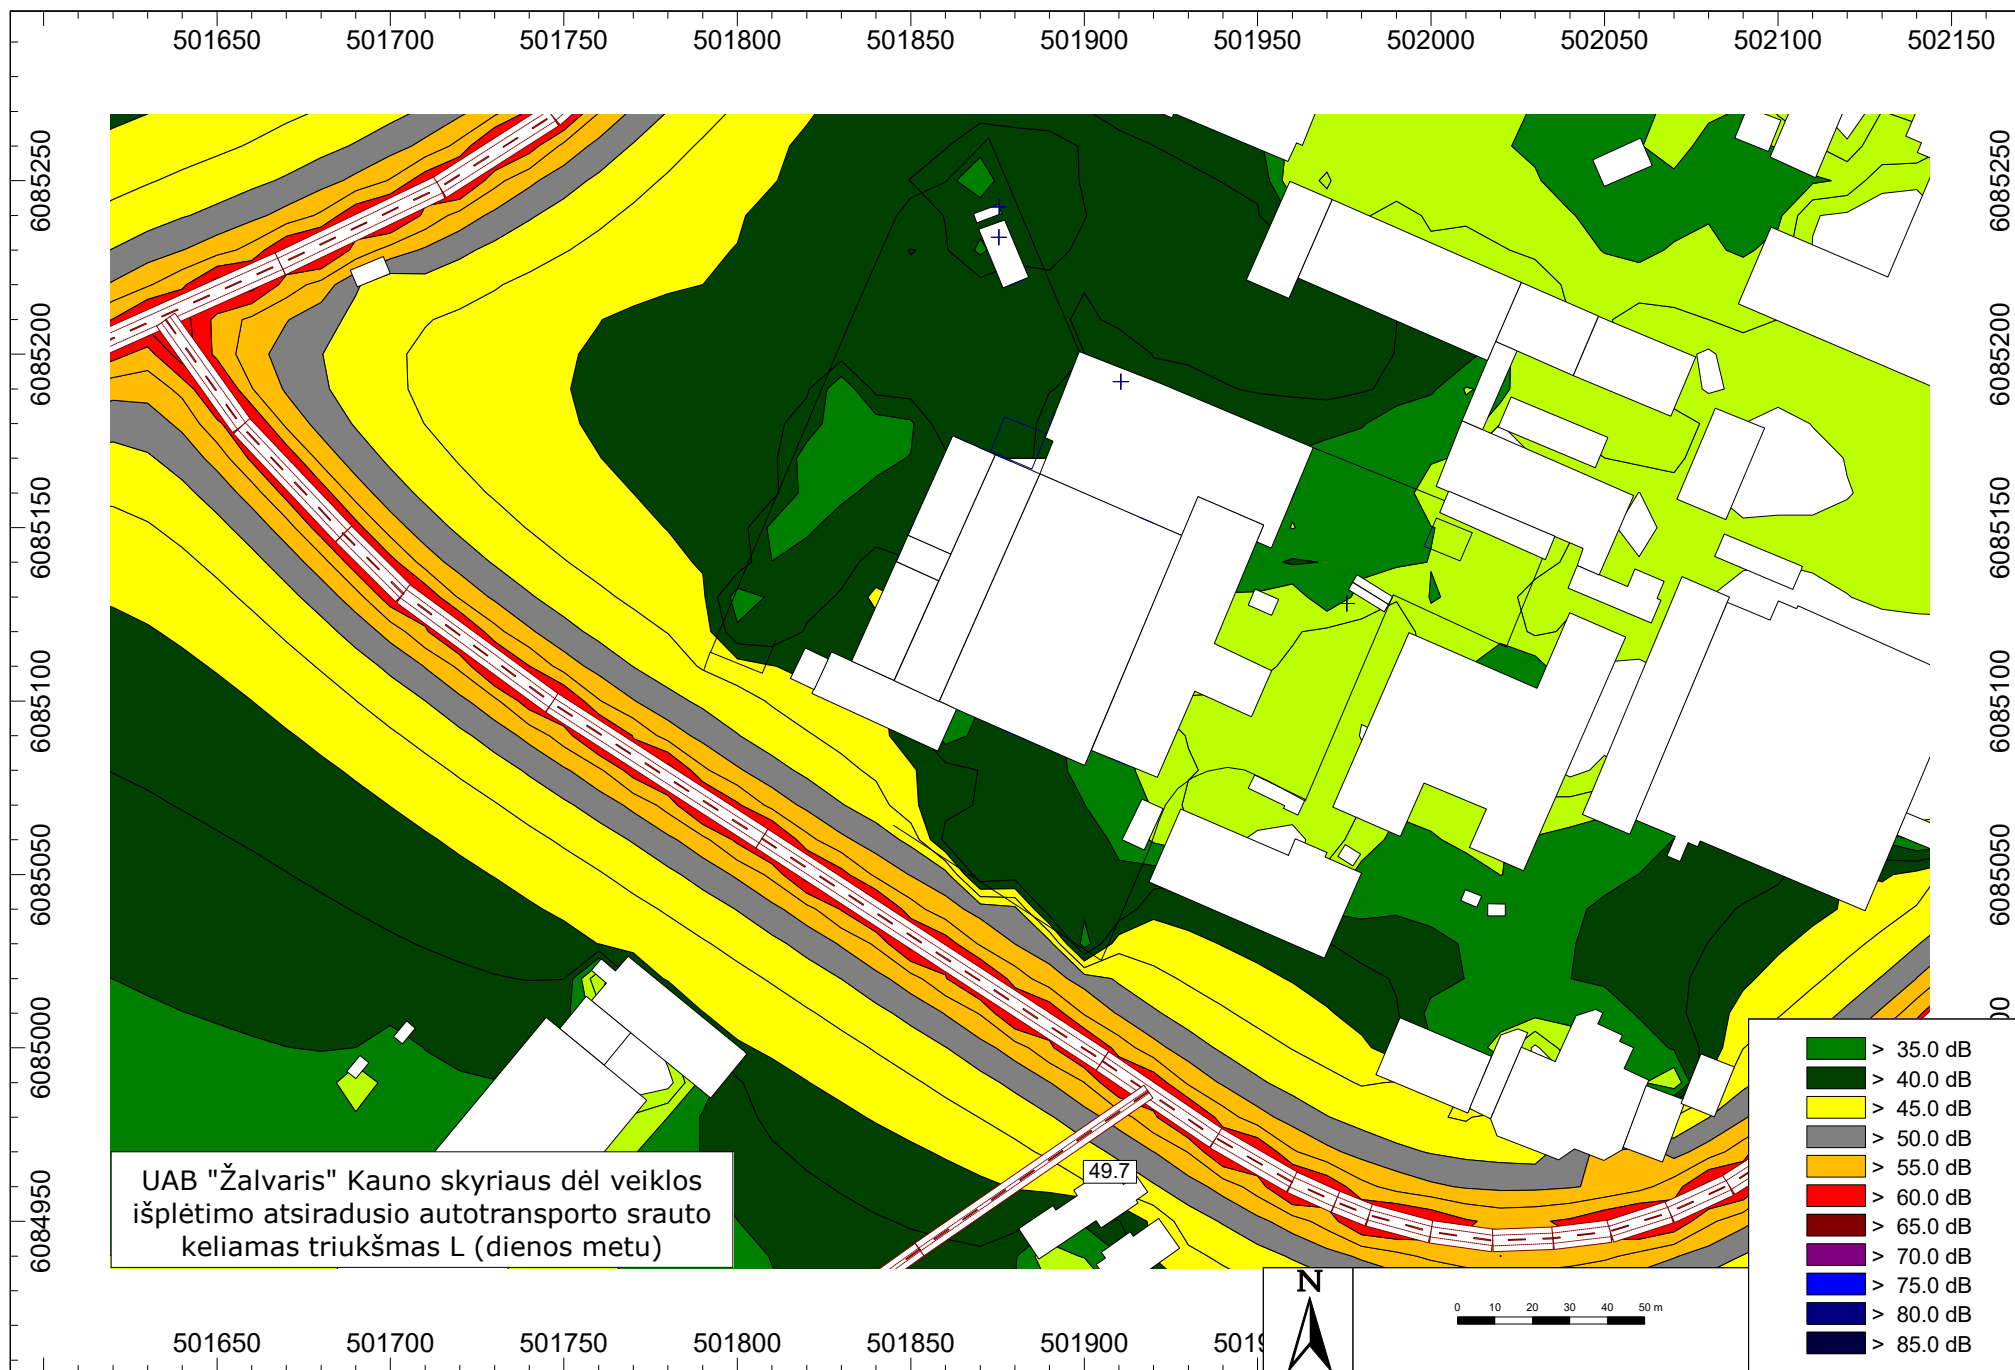 501650 501700 501750 501800 501850 501900 501950 502000 502050 502100 502150
6085250
6085200
6085150
6085100
6085050
6085000
6084950
6085250
6085200
6085150
6085100
6085050
49.7
UAB "Žalvaris" Kauno skyriaus dėl veiklos
išplėtimo atsiradusio autotransporto srauto
keliamas triukšmas L (dienos metu)
> 35.0 dB
> 40.0 dB
> 45.0 dB
> 50.0 dB
> 55.0 dB
> 60.0 dB
> 65.0 dB
> 70.0 dB
> 75.0 dB
> 80.0 dB
> 85.0 dB
N
0 10 20 30 40 50 m
501650 501700 501750 501800 501850 501900